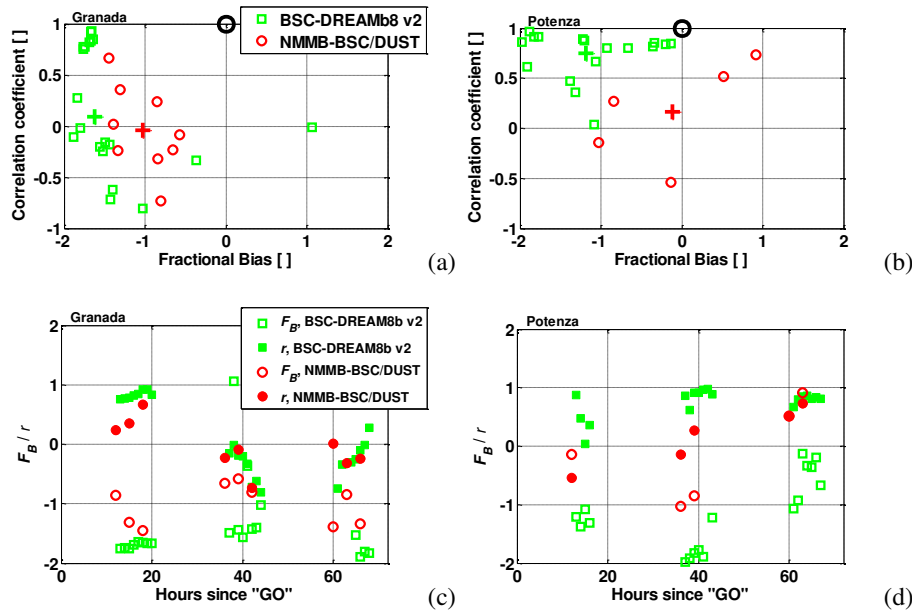 Granada
BSC-DREAMb8 v2
NMMB-BSC/DUST
Correlation coefficient [ ]
1
0.5
0
-0.5
-1
-2
-1
0
1
2
Fractional Bias [ ]
(a)
Potenza
Correlation coefficient [ ]
1
0.5
0
-0.5
-1
-2
-1
0
1
2
Fractional Bias [ ]
(b)
Granada
F_B, BSC-DREAM8b v2
r, BSC-DREAM8b v2
F_B, NMMB-BSC/DUST
r, NMMB-BSC/DUST
F_B / r
2
1
0
-1
-2
0
20
40
60
Hours since "GO"
(c)
Potenza
F_B / r
2
1
0
-1
-2
0
20
40
60
Hours since "GO"
(d)